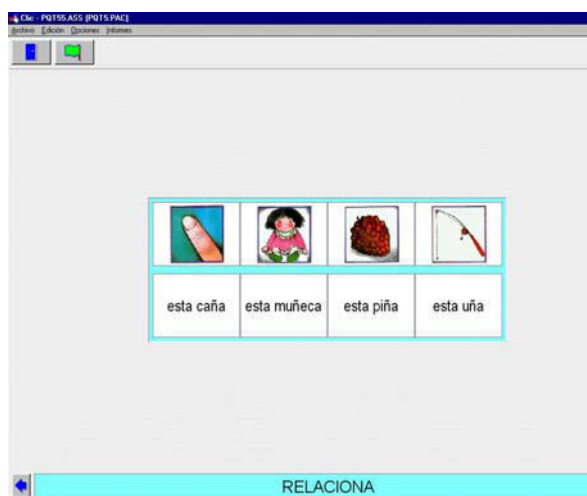 Clic - PQT55.ASS [PQT5.PAC]
Archivo Edición Opciones Informes
esta caña esta muñeca esta piña esta uña
RELACIONA